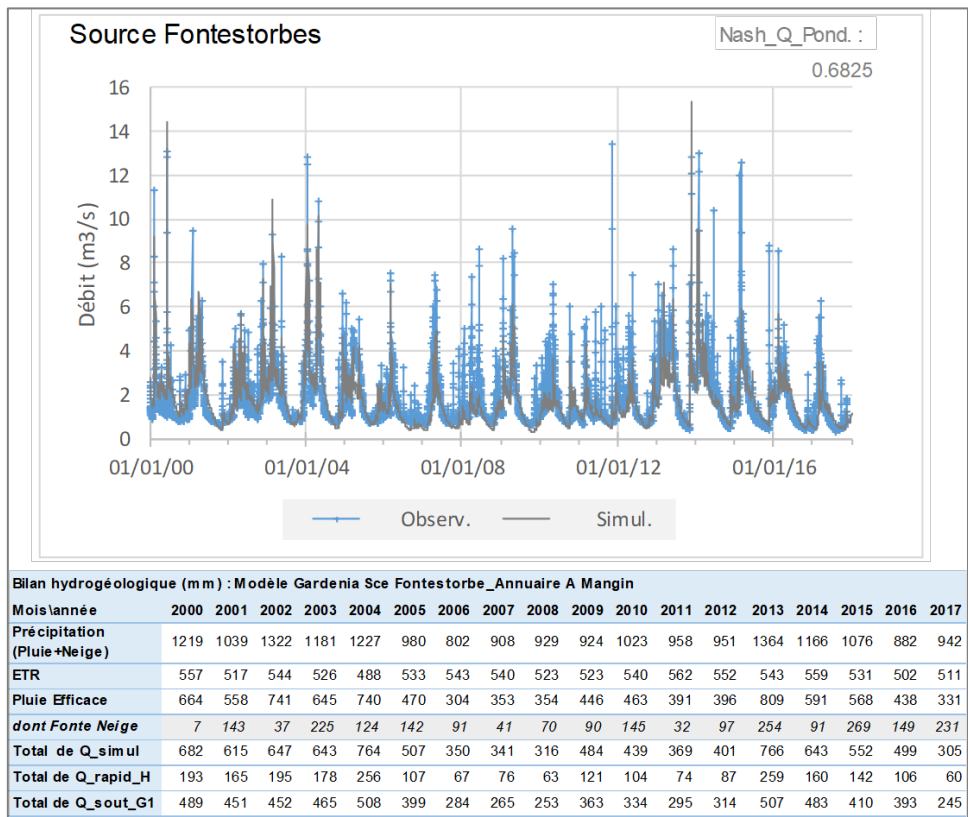 Source Fontestorbes
Nash_Q_Pond. :
0.6825
16
14
12
10
8
6
4
2
0
Débit (m3/s)
01/01/00 01/01/04 01/01/08 01/01/12 01/01/16
Observ. Simul.
Bilan hydrogéologique (mm) : Modèle Gardenia Sce Fontestorbe_Annuaire A Mangin
Mois\année 2000 2001 2002 2003 2004 2005 2006 2007 2008 2009 2010 2011 2012 2013 2014 2015 2016 2017
Précipitation
(Pluie+Neige) 1219 1039 1322 1181 1227 980 802 908 929 924 1023 958 951 1364 1166 1076 882 942
ETR 557 517 544 526 488 533 543 540 523 523 540 562 552 543 559 531 502 511
Pluie Efficace 664 558 741 645 740 470 304 353 354 446 463 391 396 809 591 568 438 331
dont Fonte Neige 7 143 37 225 124 142 91 41 70 90 145 32 97 254 91 269 149 231
Total de Q_simul 682 615 647 643 764 507 350 341 316 484 439 369 401 766 643 552 499 305
Total de Q_rapid_H 193 165 195 178 256 107 67 76 63 121 104 74 87 259 160 142 106 60
Total de Q_sout_G1 489 451 452 465 508 399 284 265 253 363 334 295 314 507 483 410 393 245